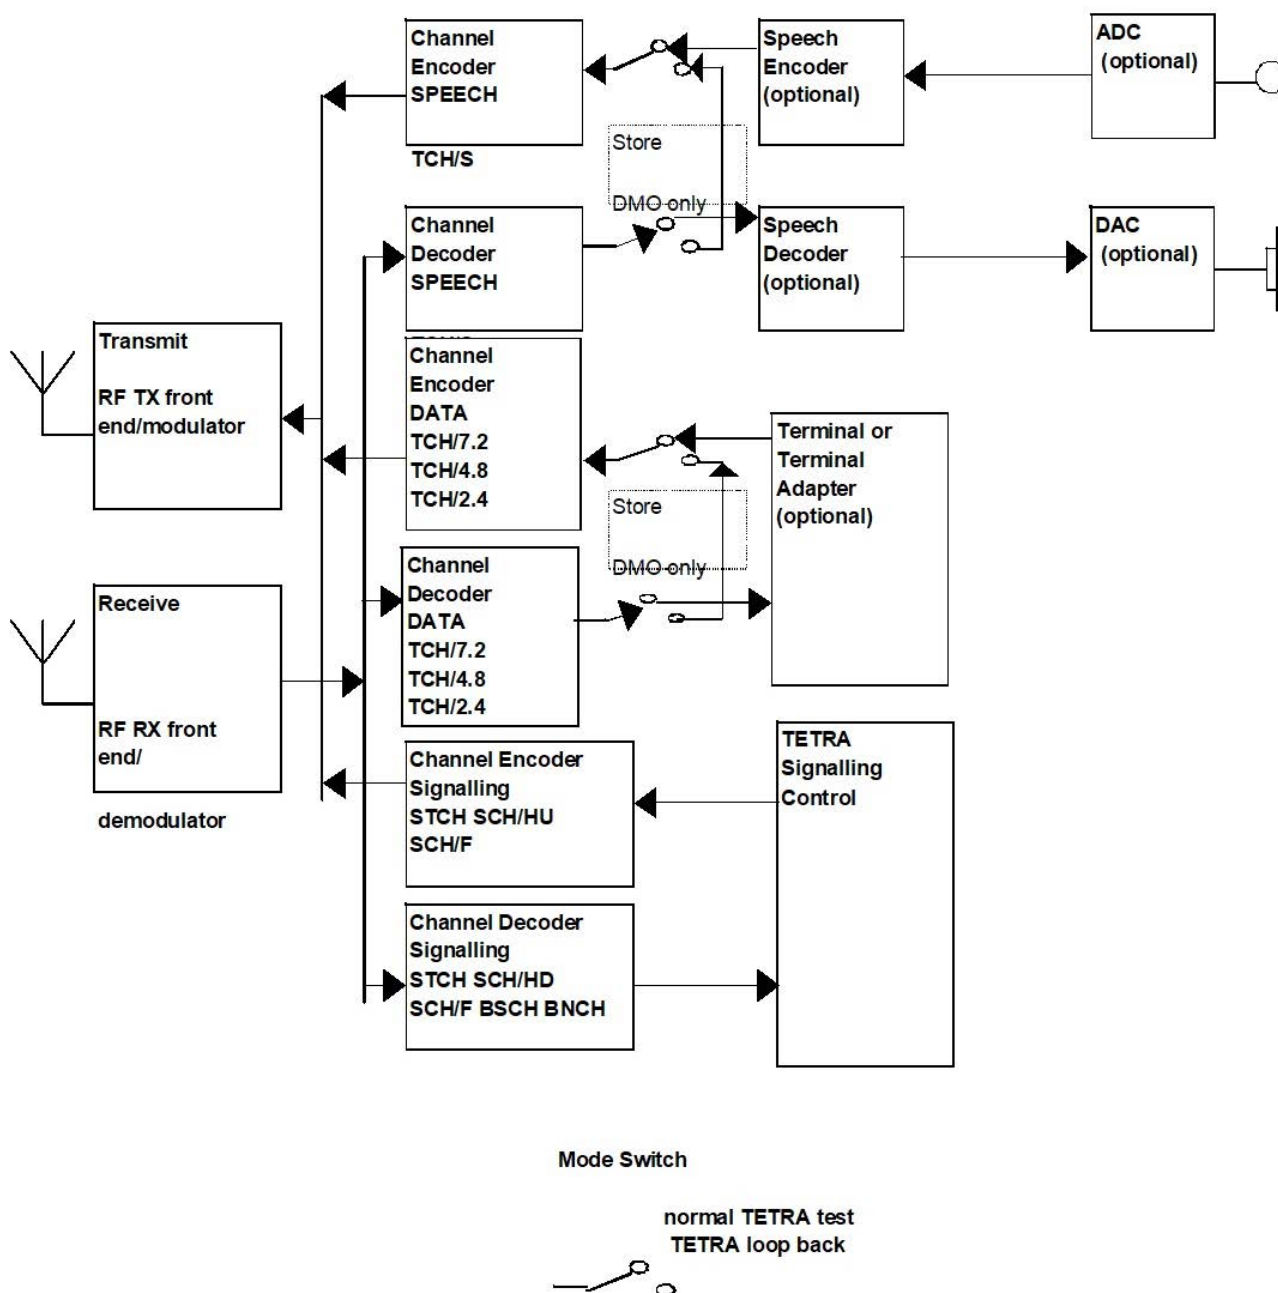 Channel
Encoder
SPEECH
TCH/S
Speech
Encoder
(optional)
ADC
(optional)
Store
DMO only
Channel
Decoder
SPEECH
Speech
Decoder
(optional)
DAC
(optional)
Transmit
RF TX front
end/modulator
Channel
Encoder
DATA
TCH/7.2
TCH/4.8
TCH/2.4
Terminal or
Terminal
Adapter
(optional)
Store
DMO only
Channel
Decoder
DATA
TCH/7.2
TCH/4.8
TCH/2.4
Receive
RF RX front
end/
demodulator
Channel Encoder
Signalling
STCH SCH/HU
SCH/F
TETRA
Signalling
Control
Channel Decoder
Signalling
STCH SCH/HD
SCH/F BSCH BNCH
Mode Switch
normal TETRA test
TETRA loop back